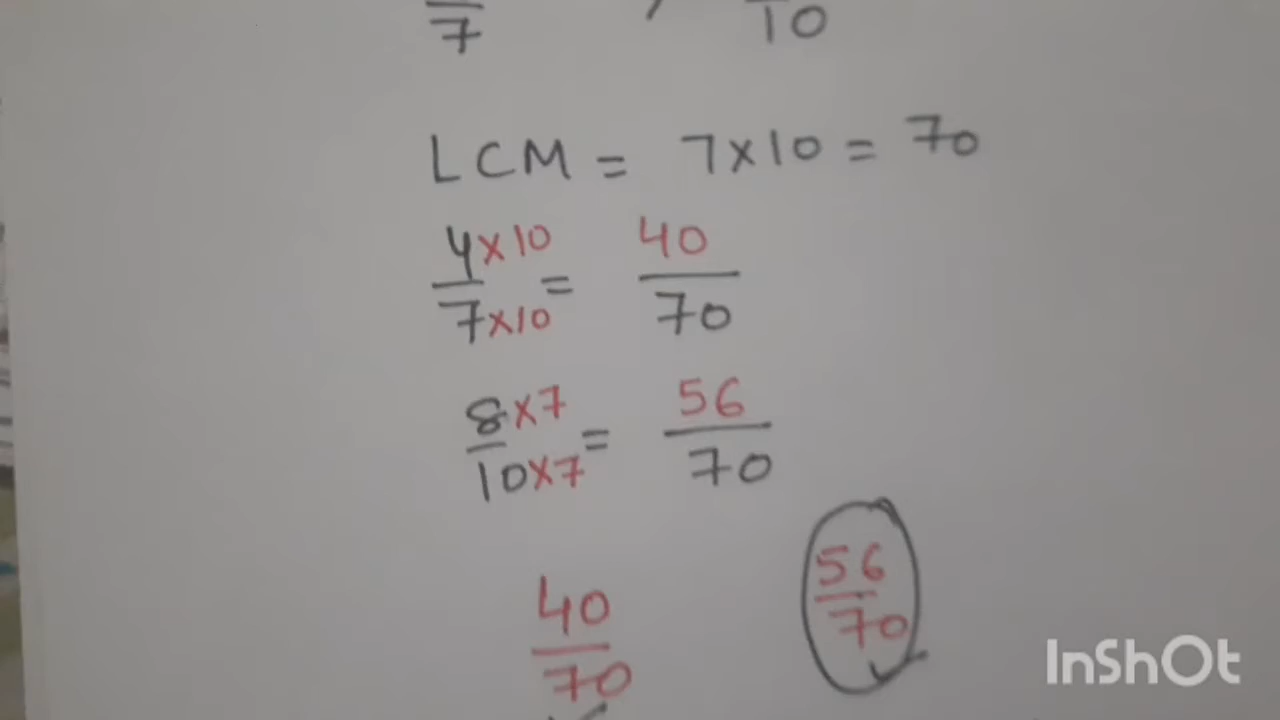 7 , 10
LCM = 7x10 = 70
4x10 = 40
7x10 70
8x7 = 56
10x7 70
40 56
70 70
InShOt